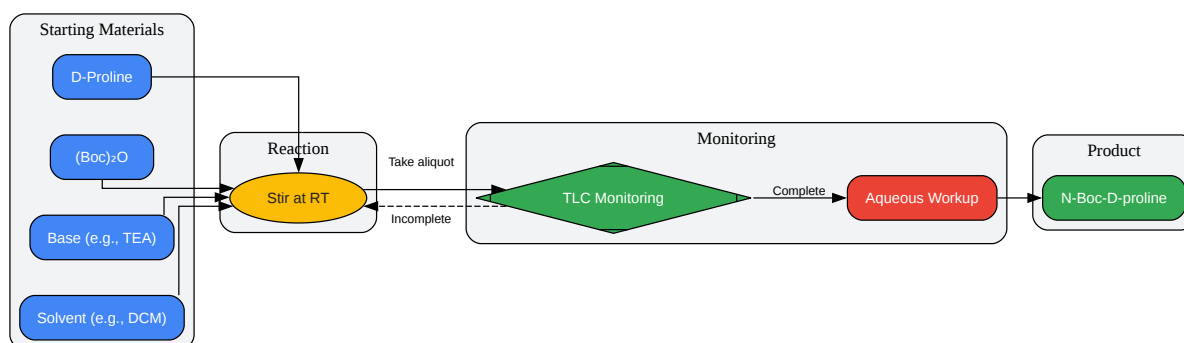 Starting Materials
D-Proline
(Boc)₂O
Base (e.g., TEA)
Solvent (e.g., DCM)
Reaction
Stir at RT
Take aliquot
Incomplete
Monitoring
TLC Monitoring
Complete
Aqueous Workup
Product
N-Boc-D-proline